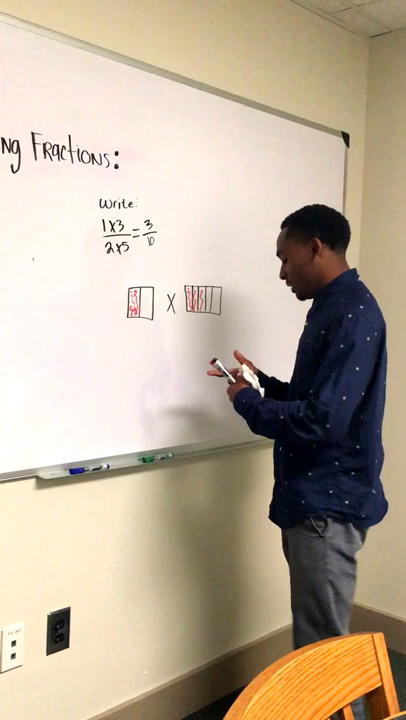 ng Fractions:
Write:
1x3
2x5
=
3
10
X